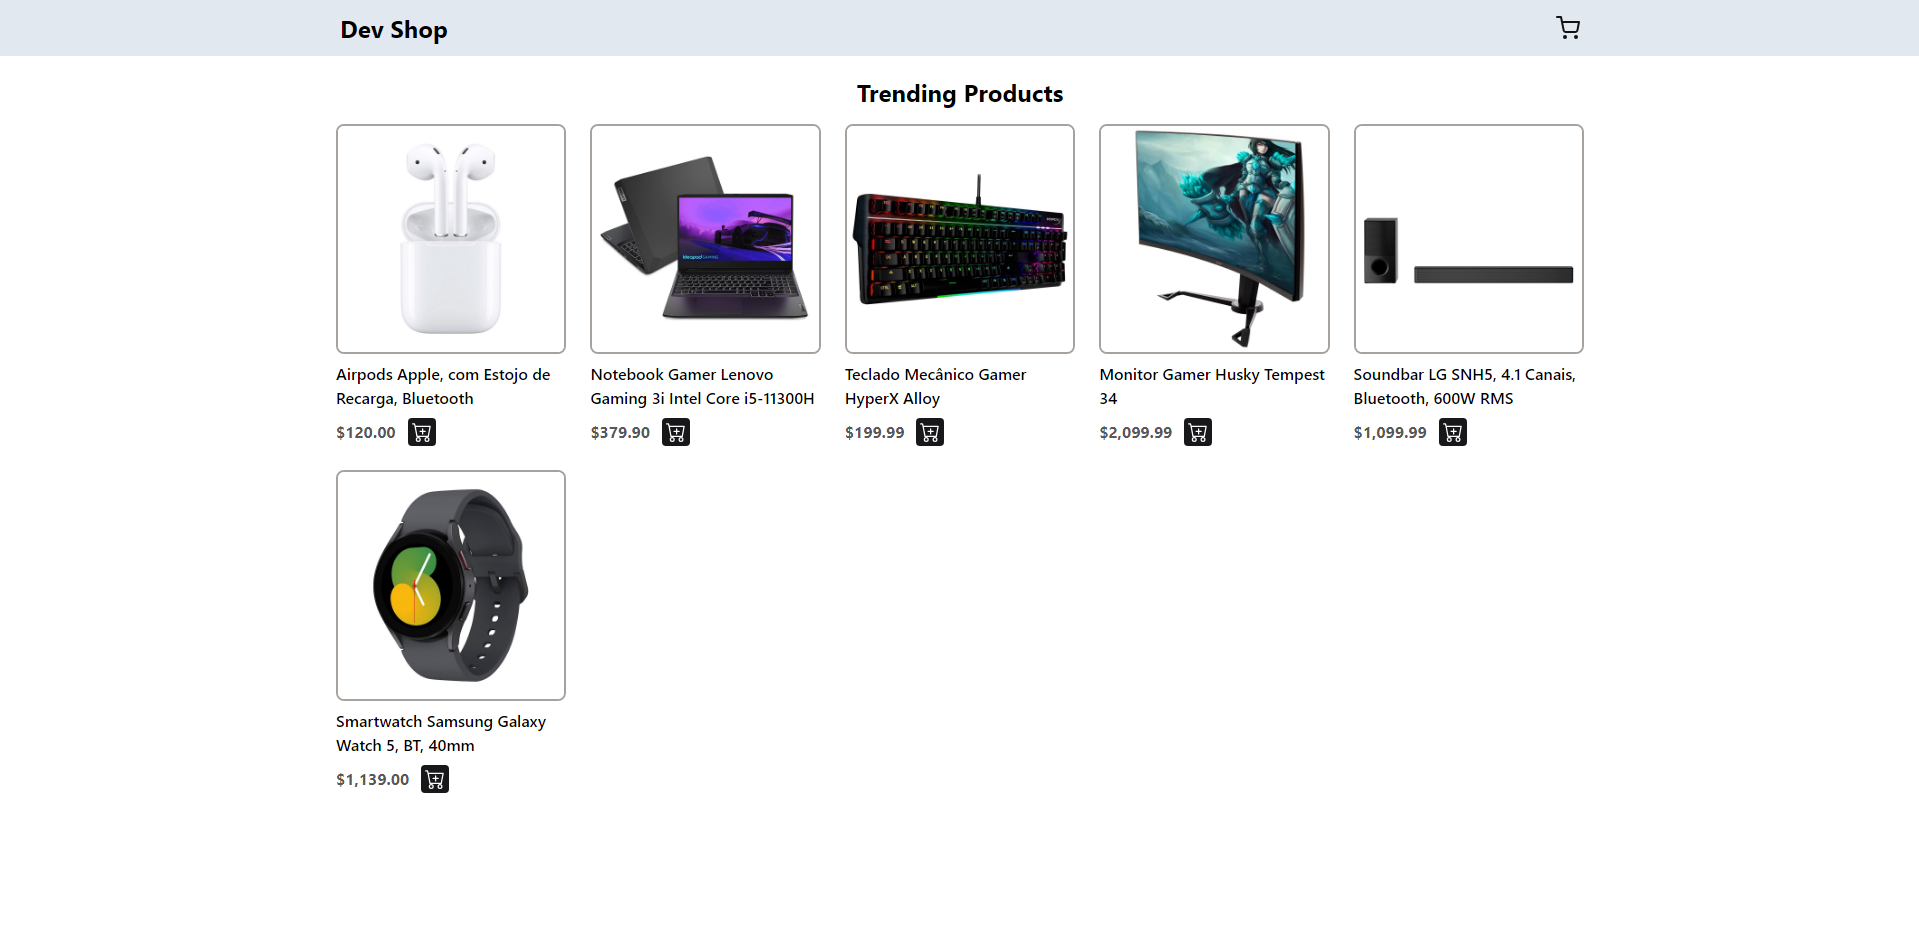 Dev Shop
Trending Products
Airpods Apple, com Estojo de
Recarga, Bluetooth
$120.00
Notebook Gamer Lenovo
Gaming 3i Intel Core i5-11300H
$379.90
Teclado Mecânico Gamer
HyperX Alloy
$199.99
Monitor Gamer Husky Tempest
34
$2,099.99
Soundbar LG SNH5, 4.1 Canais,
Bluetooth, 600W RMS
$1,099.99
Smartwatch Samsung Galaxy
Watch 5, BT, 40mm
$1,139.00